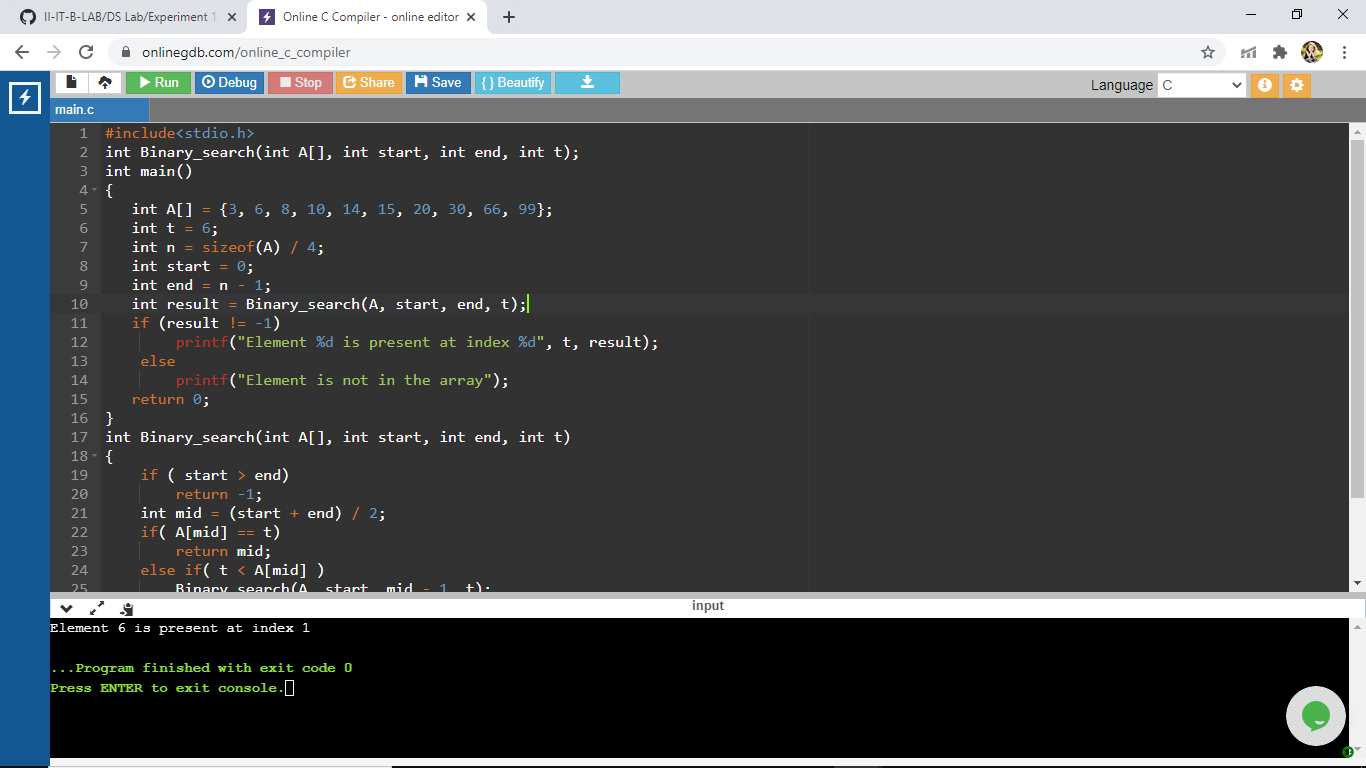 II-IT-B-LAB/DS Lab/Experiment 1
Online C Compiler - online editor
onlinegdb.com/online_c_compiler
Run Debug Stop Share Save { } Beautify
Language C
main.c
1 #include<stdio.h>
2 int Binary_search(int A[], int start, int end, int t);
3 int main()
4 {
5 int A[] = {3, 6, 8, 10, 14, 15, 20, 30, 66, 99};
6 int t = 6;
7 int n = sizeof(A) / 4;
8 int start = 0;
9 int end = n - 1;
10 int result = Binary_search(A, start, end, t);
11 if (result != -1)
12 printf("Element %d is present at index %d", t, result);
13 else
14 printf("Element is not in the array");
15 return 0;
16 }
17 int Binary_search(int A[], int start, int end, int t)
18 {
19 if ( start > end)
20 return -1;
21 int mid = (start + end) / 2;
22 if( A[mid] == t)
23 return mid;
24 else if( t < A[mid] )
25 Binary_search(A, start, mid - 1, t);
input
Element 6 is present at index 1
...Program finished with exit code 0
Press ENTER to exit console.